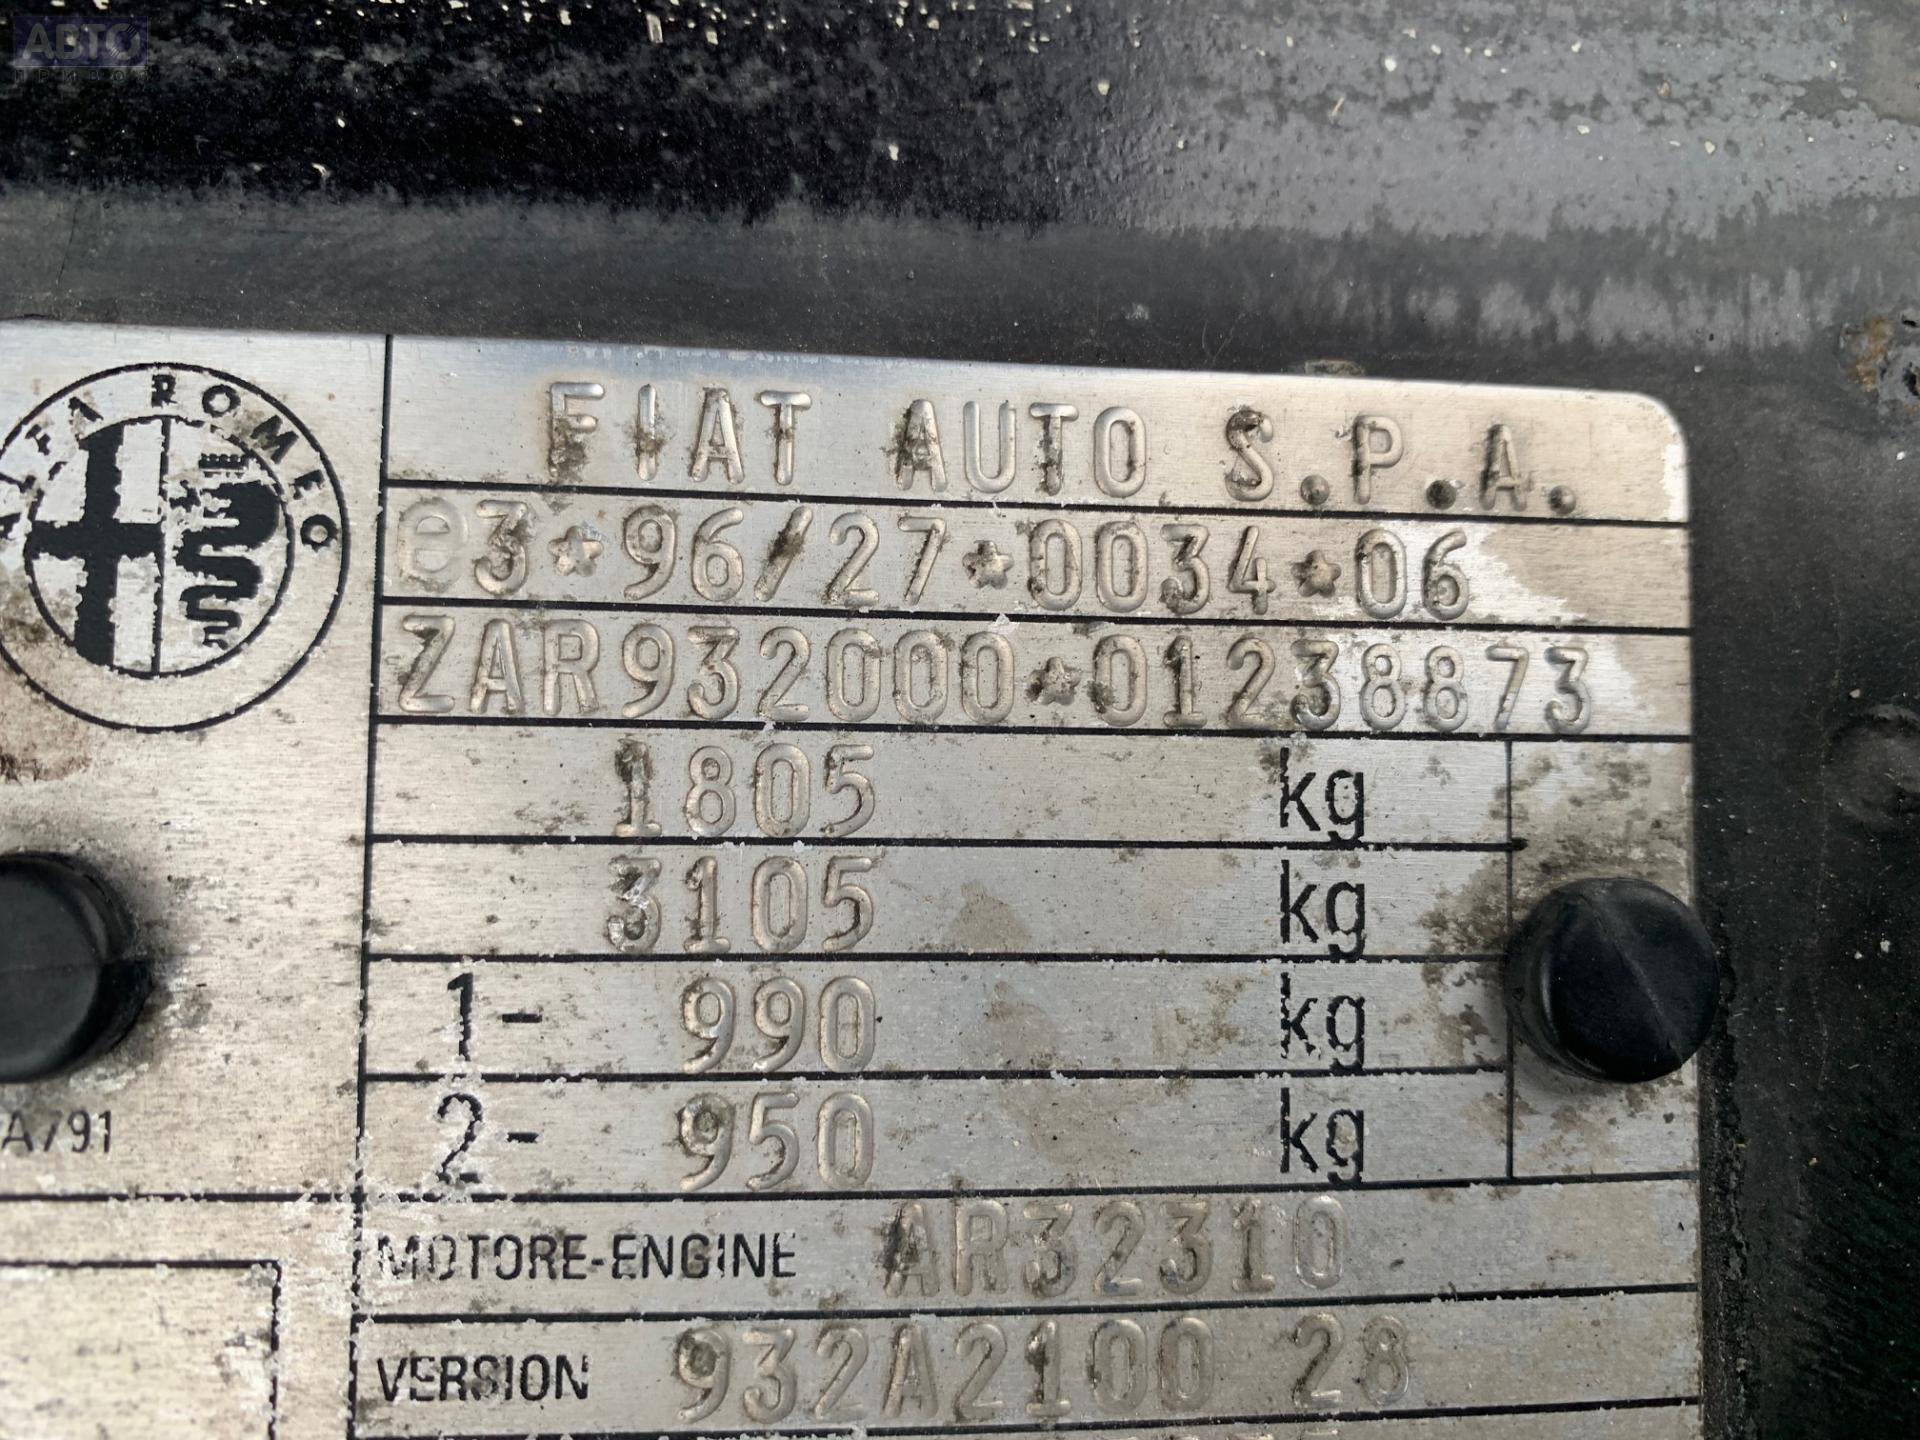 АВТО
ПРИВОЗ
ALFA ROMEO
FIAT AUTO S.P.A.
e3*96/27*0034*06
ZAR932000*01238873
1805 kg
3105 kg
1- 990 kg
2- 950 kg
A791
MOTORE-ENGINE AR32310
VERSION 932A2100 28